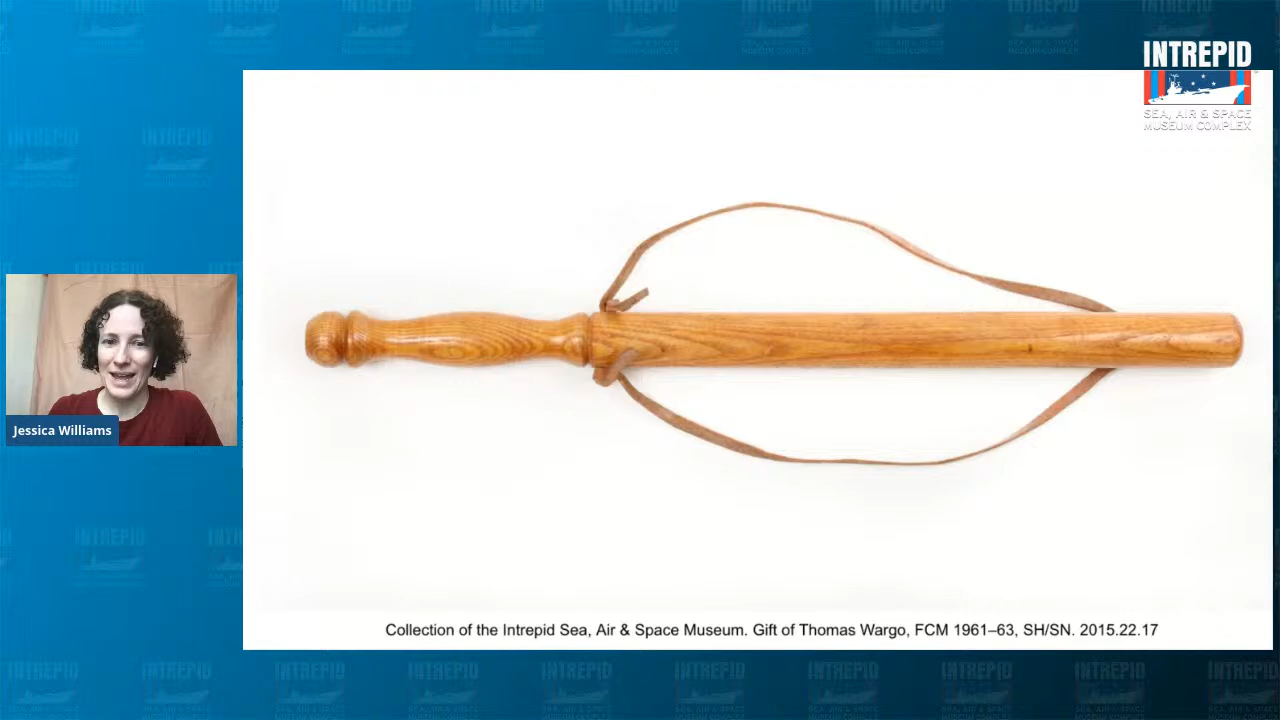 INTREPID
SEA, AIR & SPACE
MUSEUM COMPLEX
Jessica Williams
Collection of the Intrepid Sea, Air & Space Museum. Gift of Thomas Wargo, FCM 1961–63, SH/SN. 2015.22.17